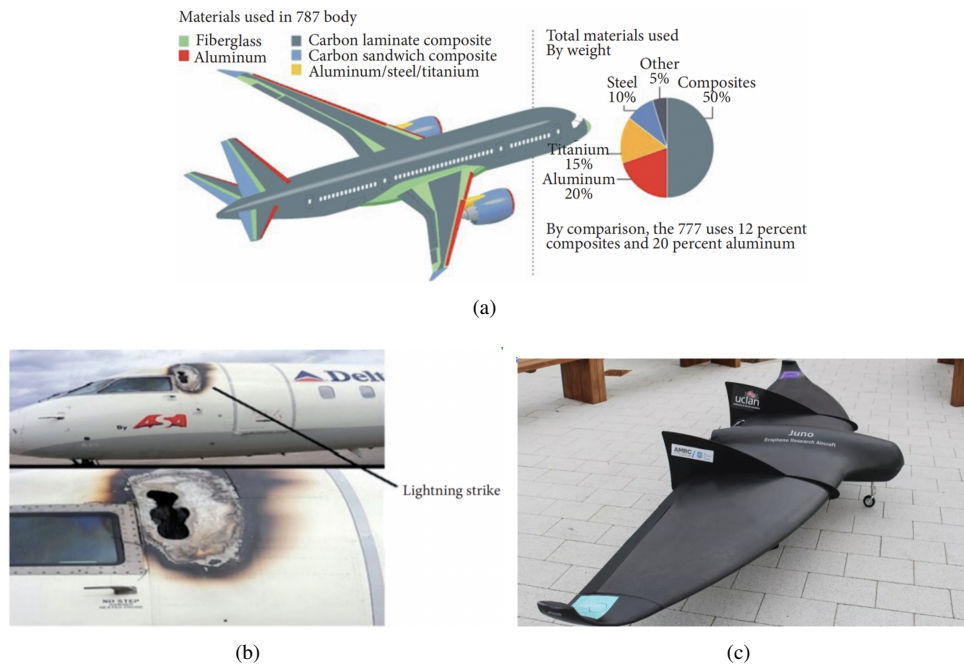 Materials used in 787 body
Fiberglass
Aluminum
Carbon laminate composite
Carbon sandwich composite
Aluminum/steel/titanium
Total materials used
By weight
Other
5%
Steel
10%
Composites
50%
Titanium
15%
Aluminum
20%
By comparison, the 777 uses 12 percent
composites and 20 percent aluminum
(a)
Delt
By ASA
Lightning strike
NO STEP
(b)
uclan
Juno
Graphene Research Aircraft
AMRC
(c)